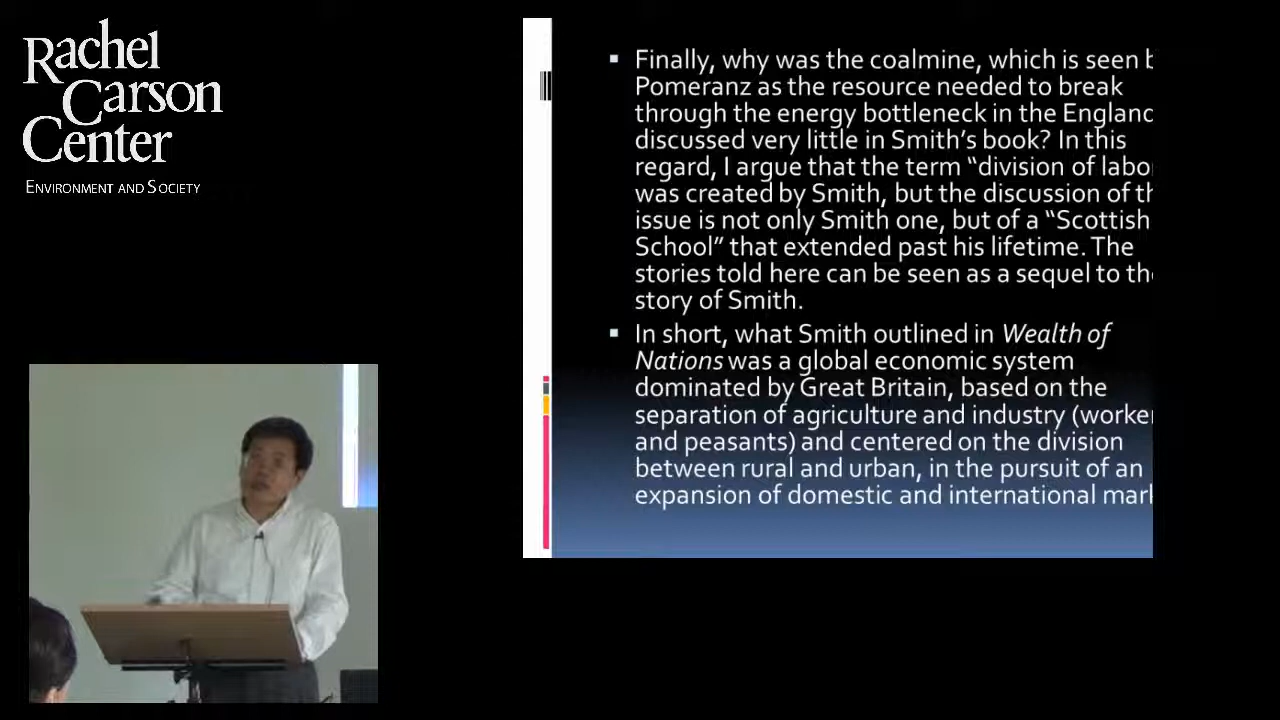 Rachel
Carson
Center
ENVIRONMENT AND SOCIETY
Finally, why was the coalmine, which is seen
Pomeranz as the resource needed to break
through the energy bottleneck in the England
discussed very little in Smith's book? In this
regard, I argue that the term "division of
was created by Smith, but the discussion of
issue is not only Smith one, but of a "Scottish
School" that extended past his lifetime. The
stories told here can be seen as a sequel to
story of Smith.
In short, what Smith outlined in Wealth of
Nations was a global economic system
dominated by Great Britain, based on the
separation of agriculture and industry
and peasants) and centered on the division
between rural and urban, in the pursuit of an
expansion of domestic and international